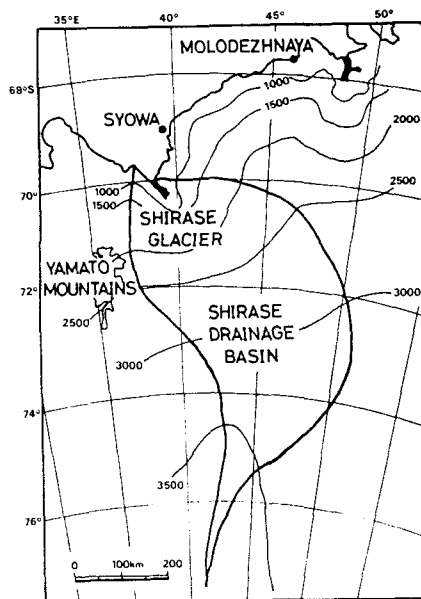 35°E
40°
45°
50°
MOLODEZHNAYA
68°S
SYOWA
1000
1500
2000
70°
1000
1500
2500
SHIRASE
GLACIER
YAMATO
MOUNTAINS
72°
2500
SHIRASE
DRAINAGE
BASIN
3000
3000
74°
3500
76°
0
100km
200